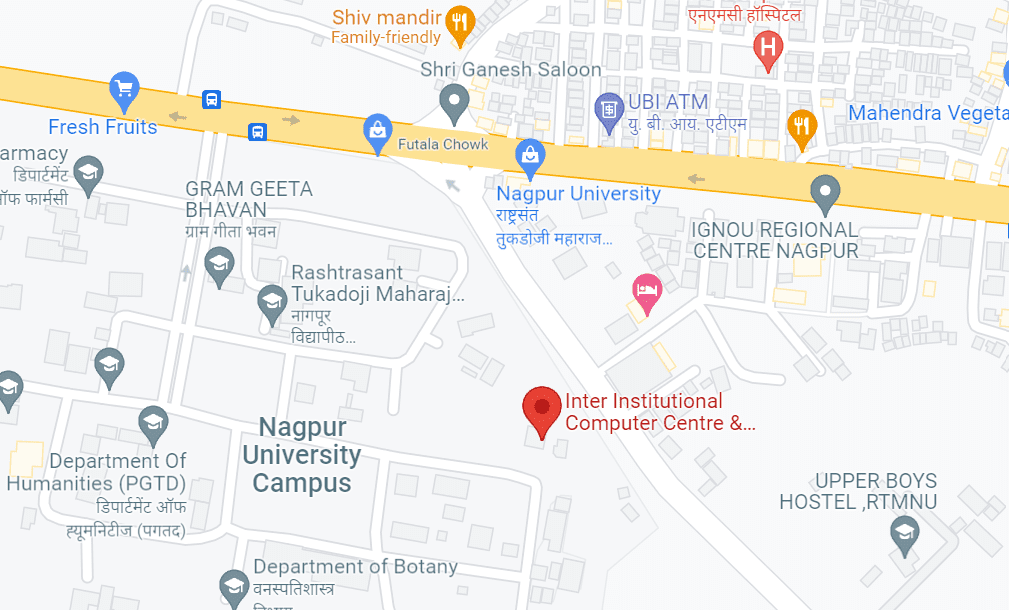 Shiv mandir
Family-friendly
एनएमसी हॉस्पिटल
Shri Ganesh Saloon
UBI ATM
यु. बी. आय. एटीएम
Mahendra Vegeta
Fresh Fruits
Futala Chowk
armacy
डिपार्टमेंट
ऑफ फार्मसी
GRAM GEETA
BHAVAN
ग्राम गीता भवन
Nagpur University
राष्ट्रसंत
तुकडोजी महाराज...
IGNOU REGIONAL
CENTRE NAGPUR
Rashtrasant
Tukadoji Maharaj...
नागपूर
विद्यापीठ...
Inter Institutional
Computer Centre &...
Nagpur
University
Campus
Department Of
Humanities (PGTD)
डिपार्टमेंट ऑफ
ह्यूमनिटीज (पगतद)
UPPER BOYS
HOSTEL ,RTMNU
Department of Botany
वनस्पतिशास्त्र